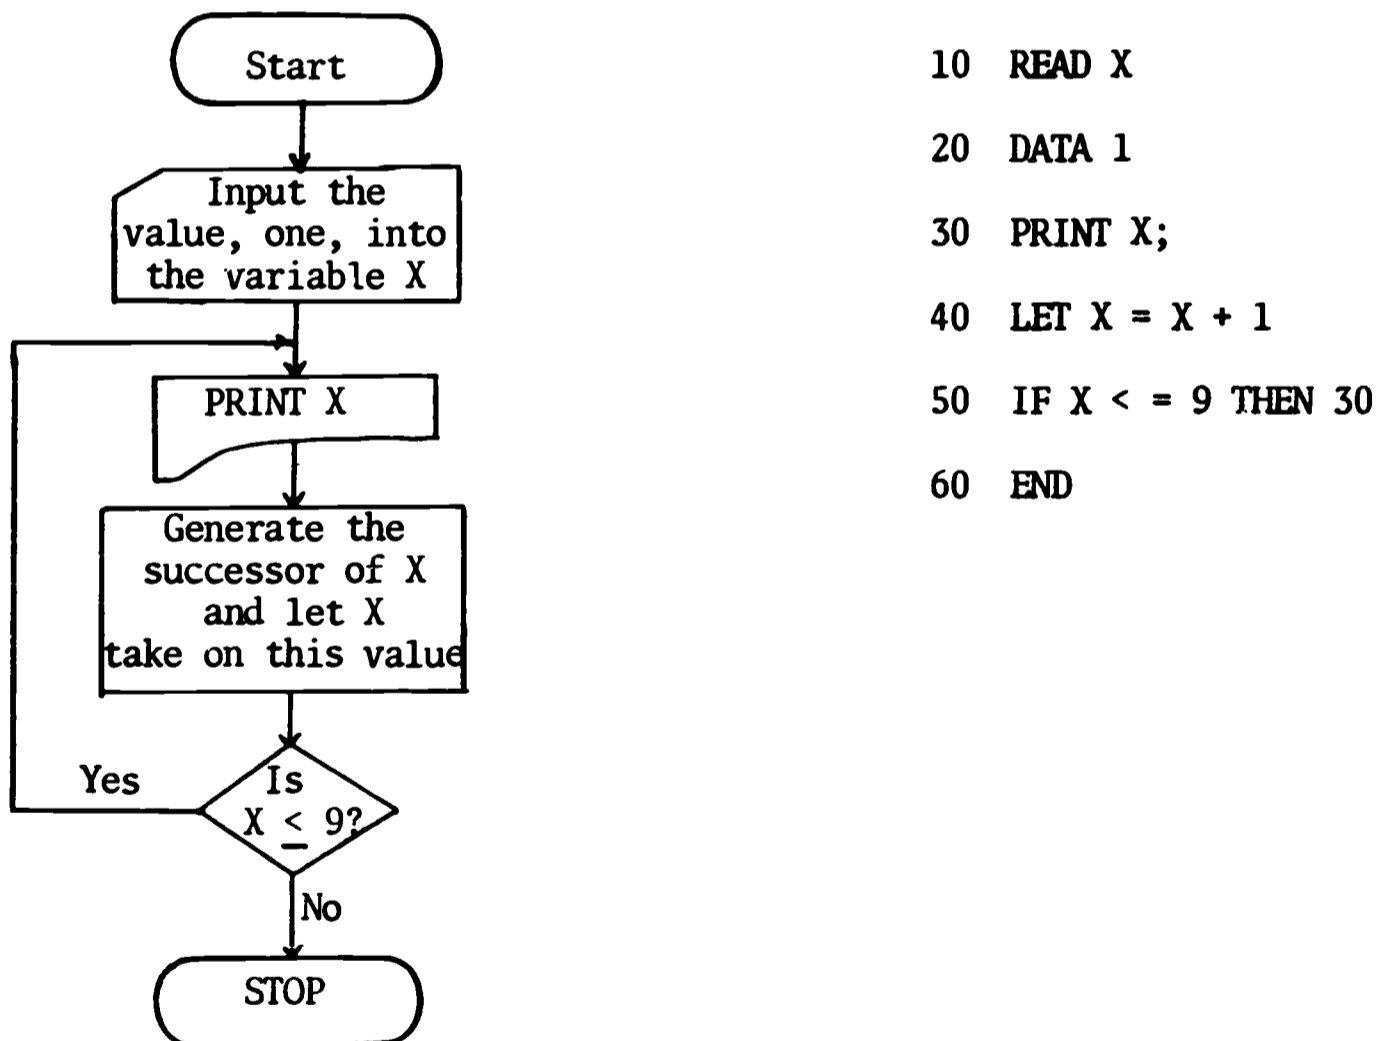 Start
Input the
value, one, into
the variable X
PRINT X
Generate the
successor of X
and let X
take on this value
Is
X ≤ 9?
Yes
No
STOP
10 READ X
20 DATA 1
30 PRINT X;
40 LET X = X + 1
50 IF X < = 9 THEN 30
60 END